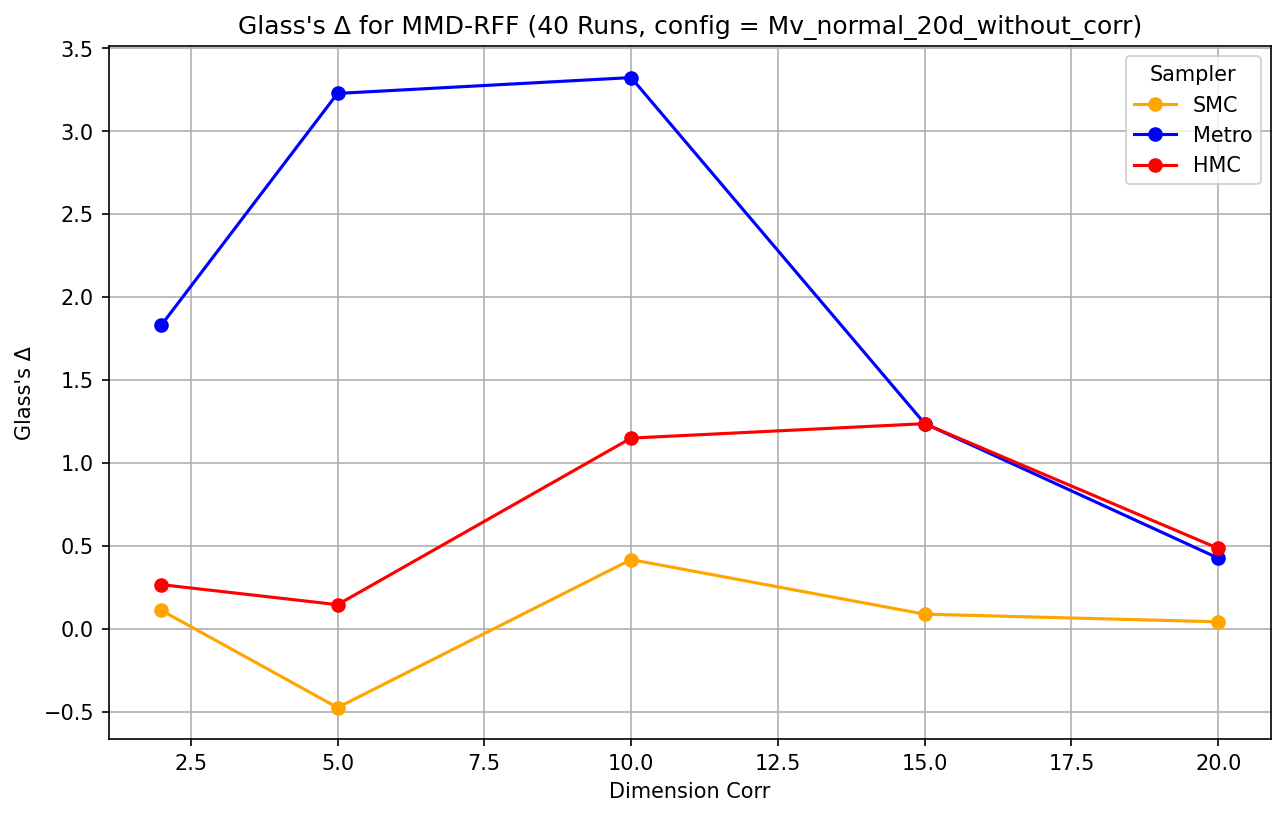 Glass's Δ for MMD-RFF (40 Runs, config = Mv_normal_20d_without_corr)
Sampler
SMC
Metro
HMC
Glass's Δ
3.5
3.0
2.5
2.0
1.5
1.0
0.5
0.0
−0.5
2.5 5.0 7.5 10.0 12.5 15.0 17.5 20.0
Dimension Corr